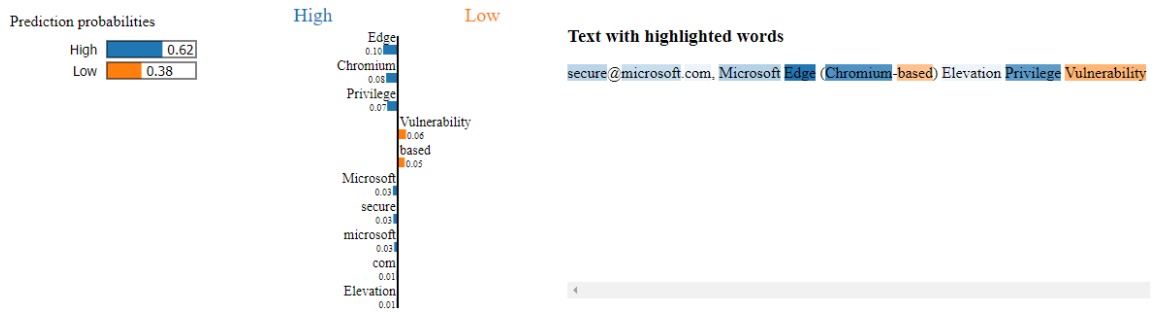 Prediction probabilities
High 0.62
Low 0.38
High Low
Edge
0.10
Chromium
0.08
Privilege
0.07
Vulnerability
0.06
based
0.05
Microsoft
0.03
secure
0.03
microsoft
0.03
com
0.01
Elevation
0.01
Text with highlighted words
secure@microsoft.com, Microsoft Edge (Chromium-based) Elevation Privilege Vulnerability